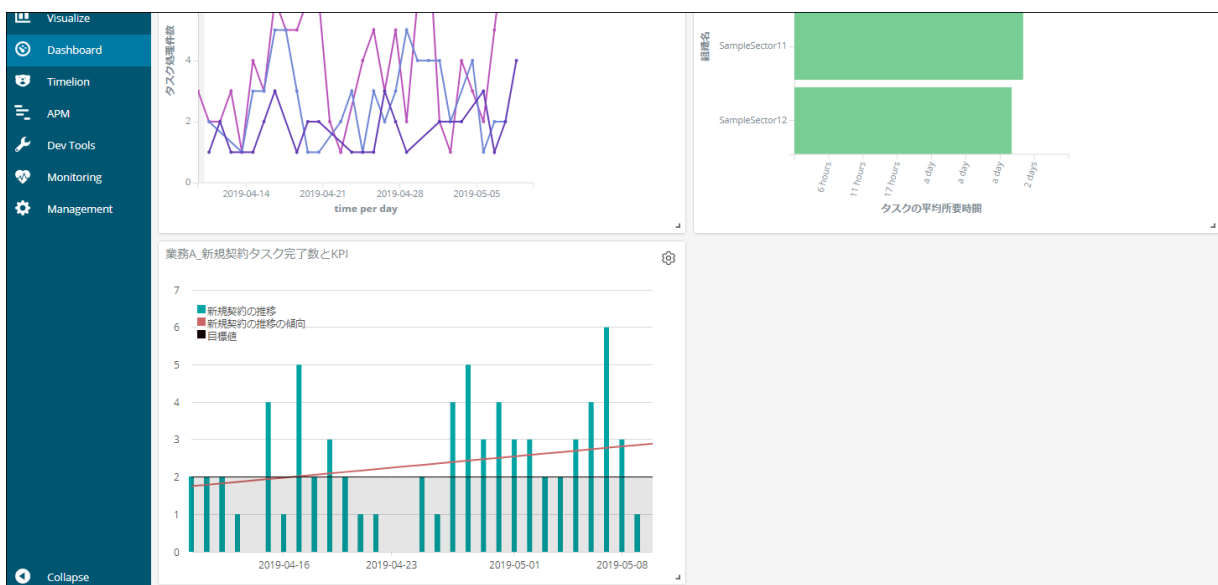 Visualize
Dashboard
Timelion
APM
Dev Tools
Monitoring
Management
Collapse
タスク処理件数
4
2
0
2019-04-14
2019-04-21
2019-04-28
2019-05-05
time per day
組織名
SampleSector11
SampleSector12
6 hours
11 hours
17 hours
a day
a day
a day
2 days
タスクの平均所要時間
業務A_新規契約タスク完了数とKPI
7
6
5
4
3
2
1
0
新規契約の推移
新規契約の推移の傾向
目標値
2019-04-16
2019-04-23
2019-05-01
2019-05-08